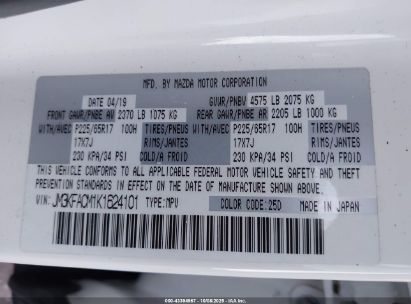 MFD. BY MAZDA MOTOR CORPORATION
DATE 04/19 GVWR/PNBV 4575 LB 2075 KG
FRONT GAWR/PNBE AV 2370 LB 1075 KG REAR GAWR/PNBE AR 2205 LB 1000 KG
WITH/AVEC P225/65R17 100H TIRES/PNEUS WITH/AVEC P225/65R17 100H TIRES/PNEUS
17X7J RIMS/JANTES 17X7J RIMS/JANTES
230 KPA/34 PSI COLD/A FROID 230 KPA/34 PSI COLD/A FROID
THIS VEHICLE CONFORMS TO ALL APPLICABLE FEDERAL MOTOR VEHICLE SAFETY
STANDARDS IN EFFECT ON THE DATE OF MANUFACTURE SHOWN ABOVE.
VIN: TYPE:MPV COLOR CODE:25D MADE IN JAPAN